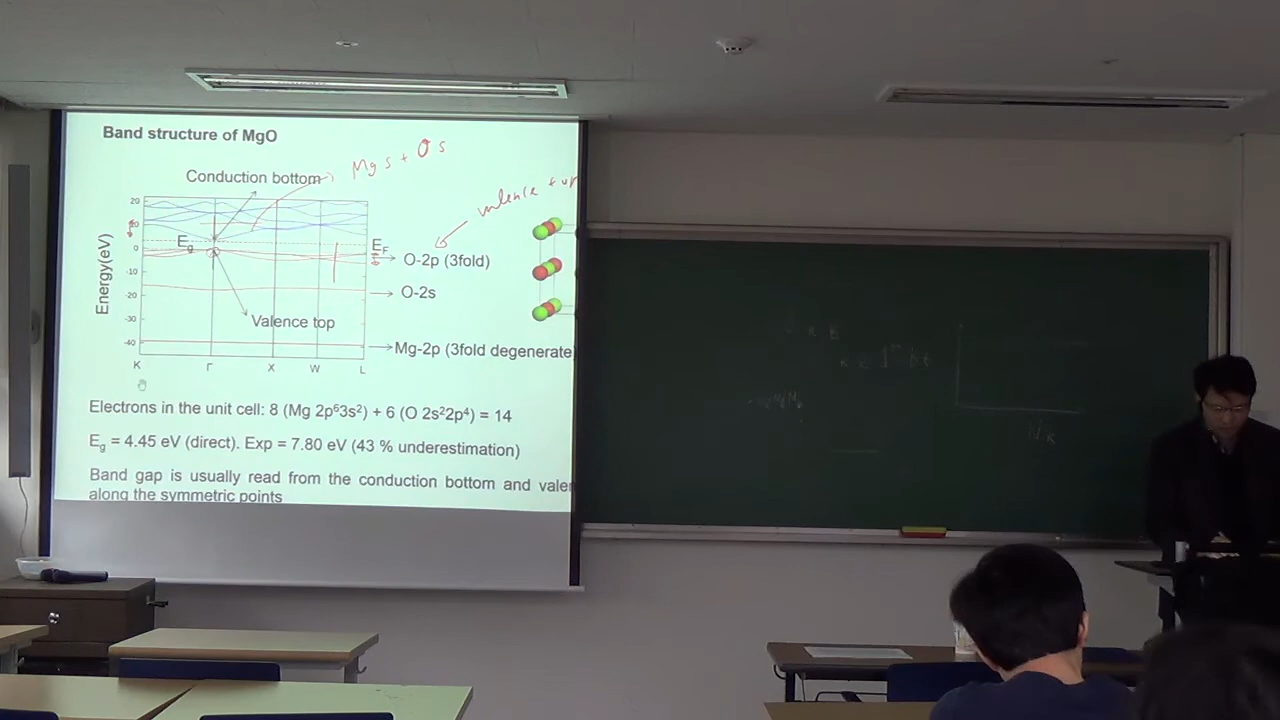 Band structure of MgO
Mg s + O s
Conduction bottom
valence
20
10
0
-10
-20
-30
-40
Energy(eV)
Eg
EF
O-2p (3fold)
O-2s
Valence top
Mg-2p (3fold degenerate
K Γ X W L
Electrons in the unit cell: 8 (Mg 2p⁶3s²) + 6 (O 2s²2p⁴) = 14
Eg = 4.45 eV (direct). Exp = 7.80 eV (43 % underestimation)
Band gap is usually read from the conduction bottom and valen
along the symmetric points